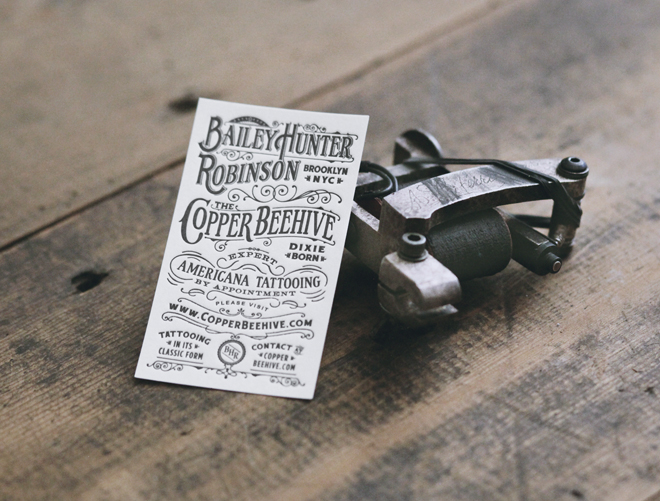 BAILEY HUNTER
ROBINSON BROOKLYN NYC
THE
COPPER BEEHIVE
DIXIE BORN
EXPERT
AMERICANA TATTOOING
BY APPOINTMENT
PLEASE VISIT
WWW.COPPERBEEHIVE.COM
TATTOOING IN ITS CLASSIC FORM
BHR
CONTACT AT COPPER BEEHIVE.COM